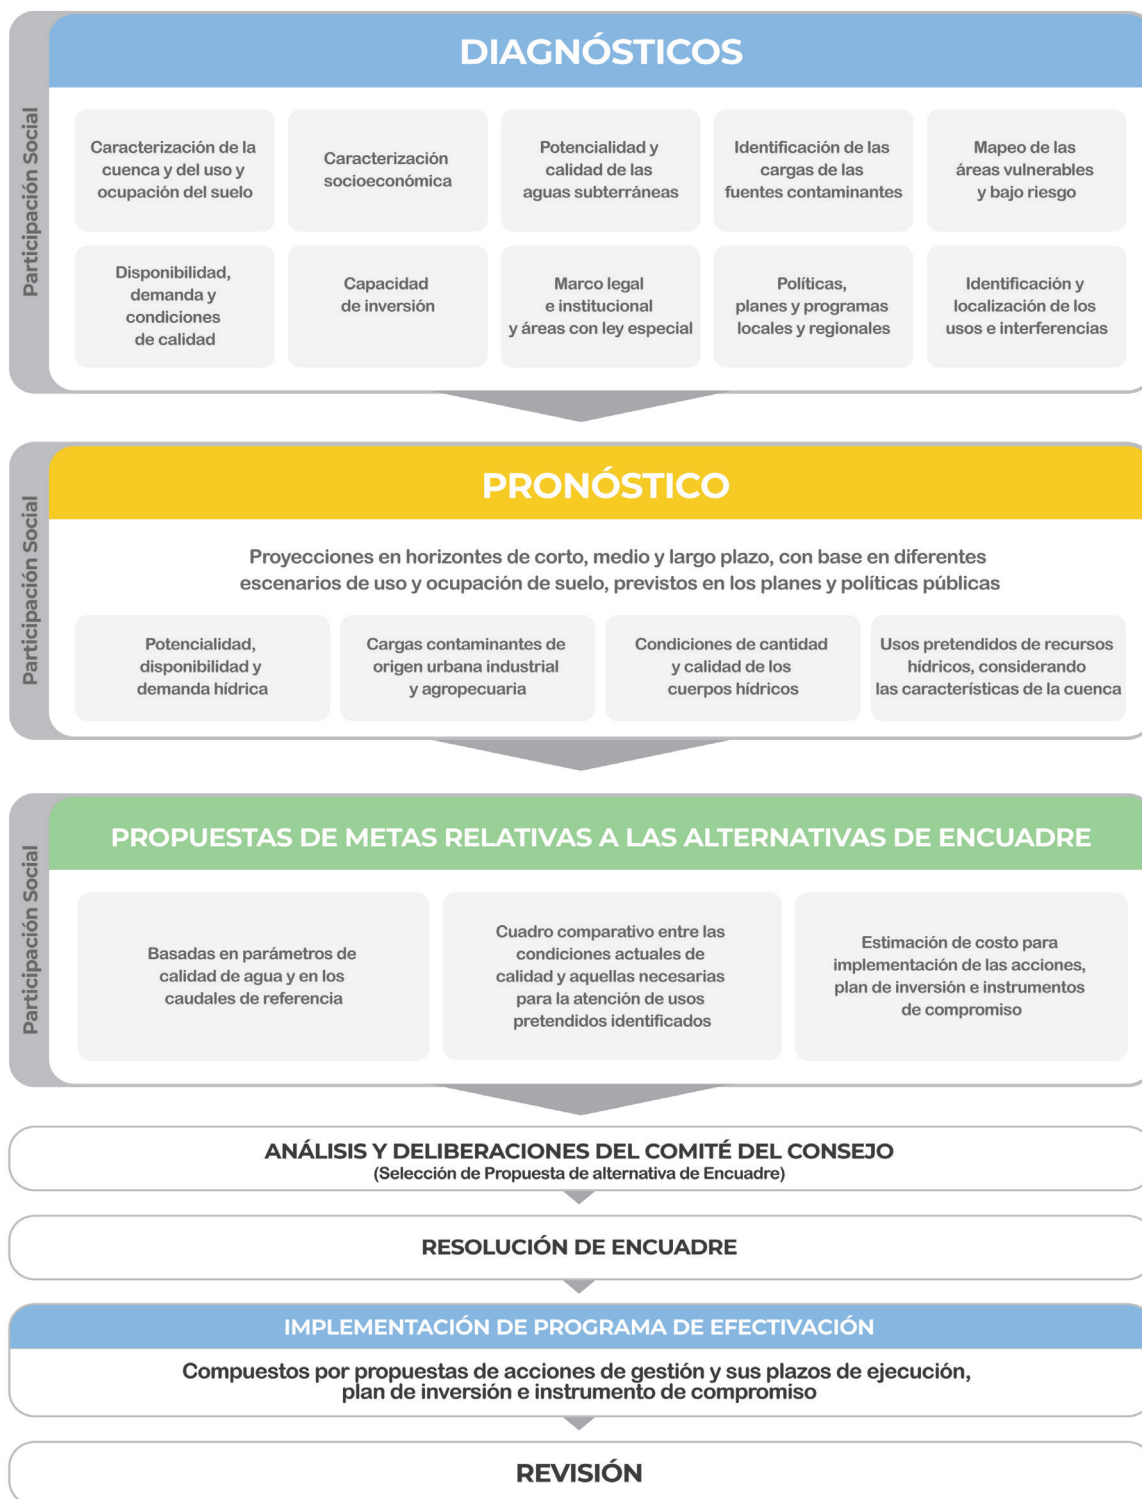 DIAGNÓSTICOS
Participación Social
Caracterización de la
cuenca y del uso y
ocupación del suelo
Caracterización
socioeconómica
Potencialidad y
calidad de las
aguas subterráneas
Identificación de las
cargas de las
fuentes contaminantes
Mapeo de las
áreas vulnerables
y bajo riesgo
Disponibilidad,
demanda y
condiciones
de calidad
Capacidad
de inversión
Marco legal
e institucional
y áreas con ley especial
Políticas,
planes y programas
locales y regionales
Identificación y
localización de los
usos e interferencias
PRONÓSTICO
Participación Social
Proyecciones en horizontes de corto, medio y largo plazo, con base en diferentes
escenarios de uso y ocupación de suelo, previstos en los planes y políticas públicas
Potencialidad,
disponibilidad y
demanda hídrica
Cargas contaminantes de
origen urbana industrial
y agropecuaria
Condiciones de cantidad
y calidad de los
cuerpos hídricos
Usos pretendidos de recursos
hídricos, considerando
las características de la cuenca
PROPUESTAS DE METAS RELATIVAS A LAS ALTERNATIVAS DE ENCUADRE
Participación Social
Basadas en parámetros de
calidad de agua y en los
caudales de referencia
Cuadro comparativo entre las
condiciones actuales de
calidad y aquellas necesarias
para la atención de usos
pretendidos identificados
Estimación de costo para
implementación de las acciones,
plan de inversión e instrumentos
de compromiso
ANÁLISIS Y DELIBERACIONES DEL COMITÉ DEL CONSEJO
(Selección de Propuesta de alternativa de Encuadre)
RESOLUCIÓN DE ENCUADRE
IMPLEMENTACIÓN DE PROGRAMA DE EFECTIVACIÓN
Compuestos por propuestas de acciones de gestión y sus plazos de ejecución,
plan de inversión e instrumento de compromiso
REVISIÓN